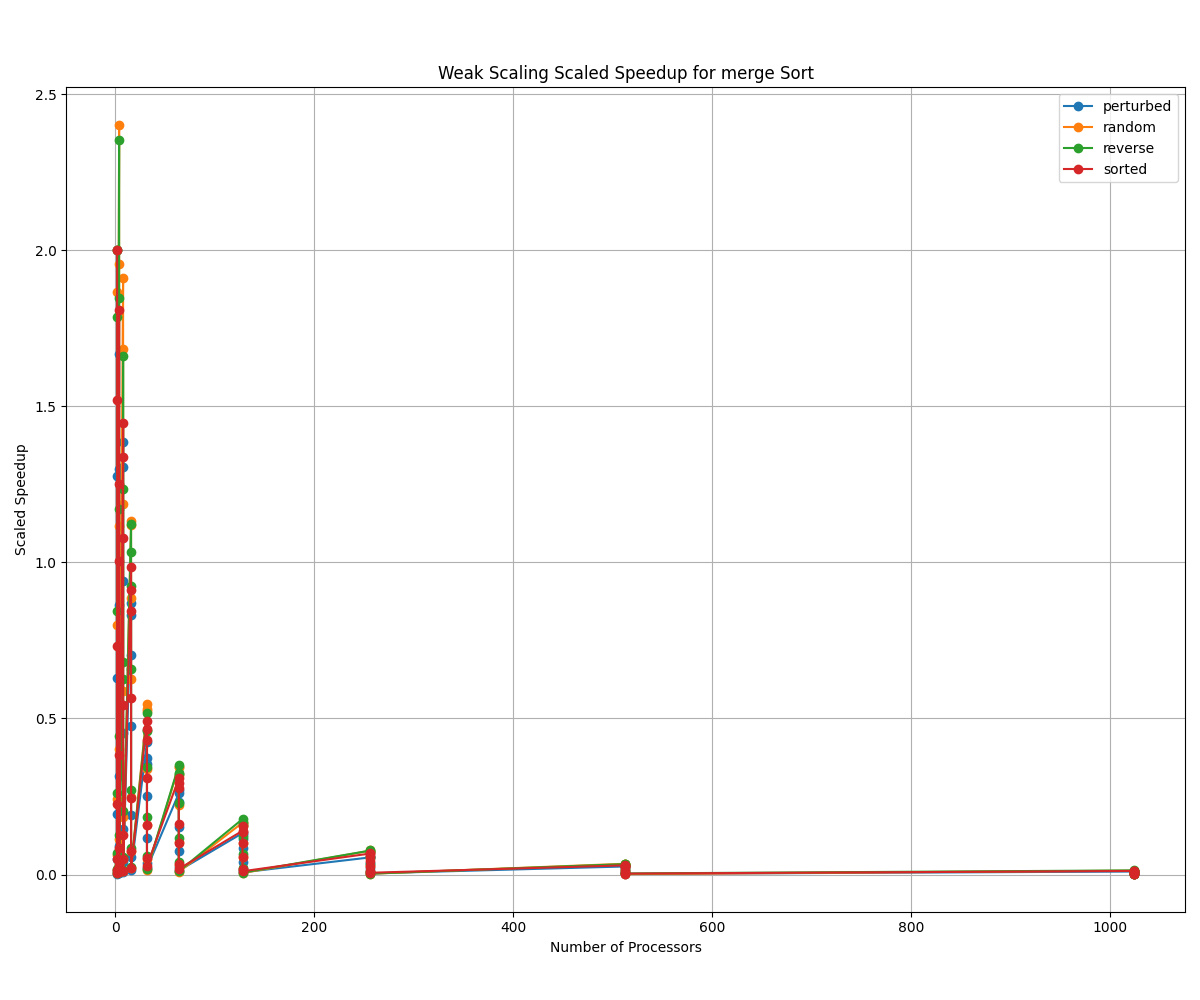 Weak Scaling Scaled Speedup for merge Sort
2.5
2.0
1.5
1.0
0.5
0.0
Scaled Speedup
perturbed
random
reverse
sorted
0 200 400 600 800 1000
Number of Processors